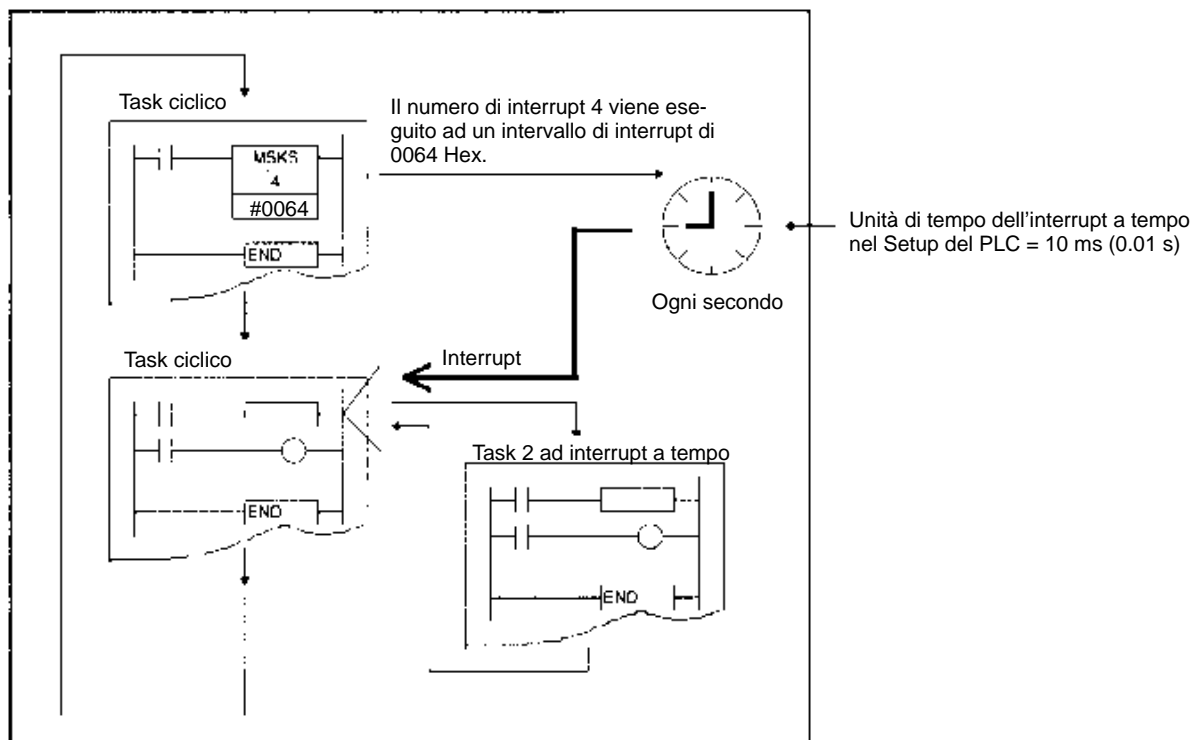 Task ciclico
Il numero di interrupt 4 viene ese-
guito ad un intervallo di interrupt di
0064 Hex.
MSKS
4
#0064
END
Unità di tempo dell'interrupt a tempo
nel Setup del PLC = 10 ms (0.01 s)
Ogni secondo
Task ciclico
Interrupt
END
Task 2 ad interrupt a tempo
END